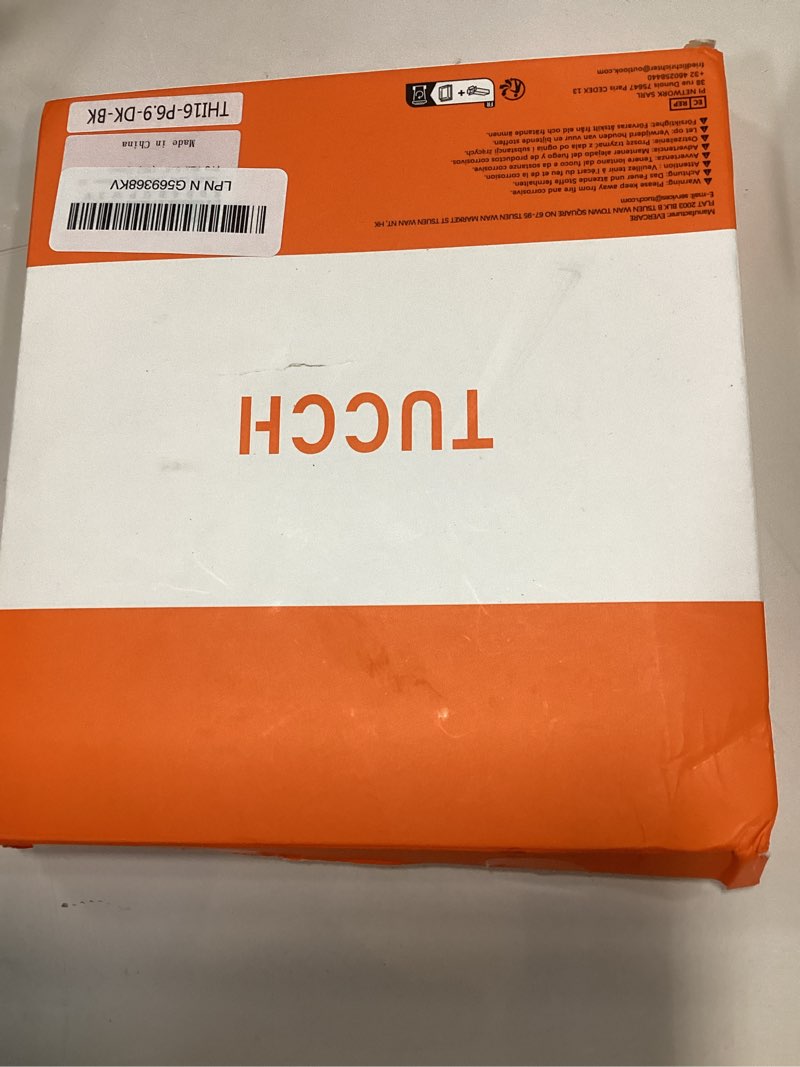 Manufacturer: EVERCARE
FLAT 2003 BLK B TSUEN WAN TOWN SQUARE NO 67-95 TSUEN WAN MARKET ST TSUEN WAN NT, HK
E-mail: services@tucch.com
Warning: Please keep away from fire and corrosive.
Achtung: Das Feuer und ätzende Stoffe fernhalten.
Attention : Veuillez tenir à l'écart du feu et de la corrosion.
Avvertenza: Tenere lontano dal fuoco e da sostanze corrosive.
Advertencia: Mantener alejado del fuego y de productos corrosivos.
Ostrzeżenie: Proszę trzymać z dala od ognia i substancji żrących.
Let op: Verwijderd houden van vuur en bijtende stoffen.
Försiktighet: Förvaras åtskilt från eld och frätande ämnen.
EC REP
PI NETWORK SARL
38 rue Dunois 75647 Paris CEDEX 13
+32 460258440
friedlichrichter@outlook.com
FR
LPN N G569368KV
Made in China
THI16-P6.9-DK-BK
TUCCH